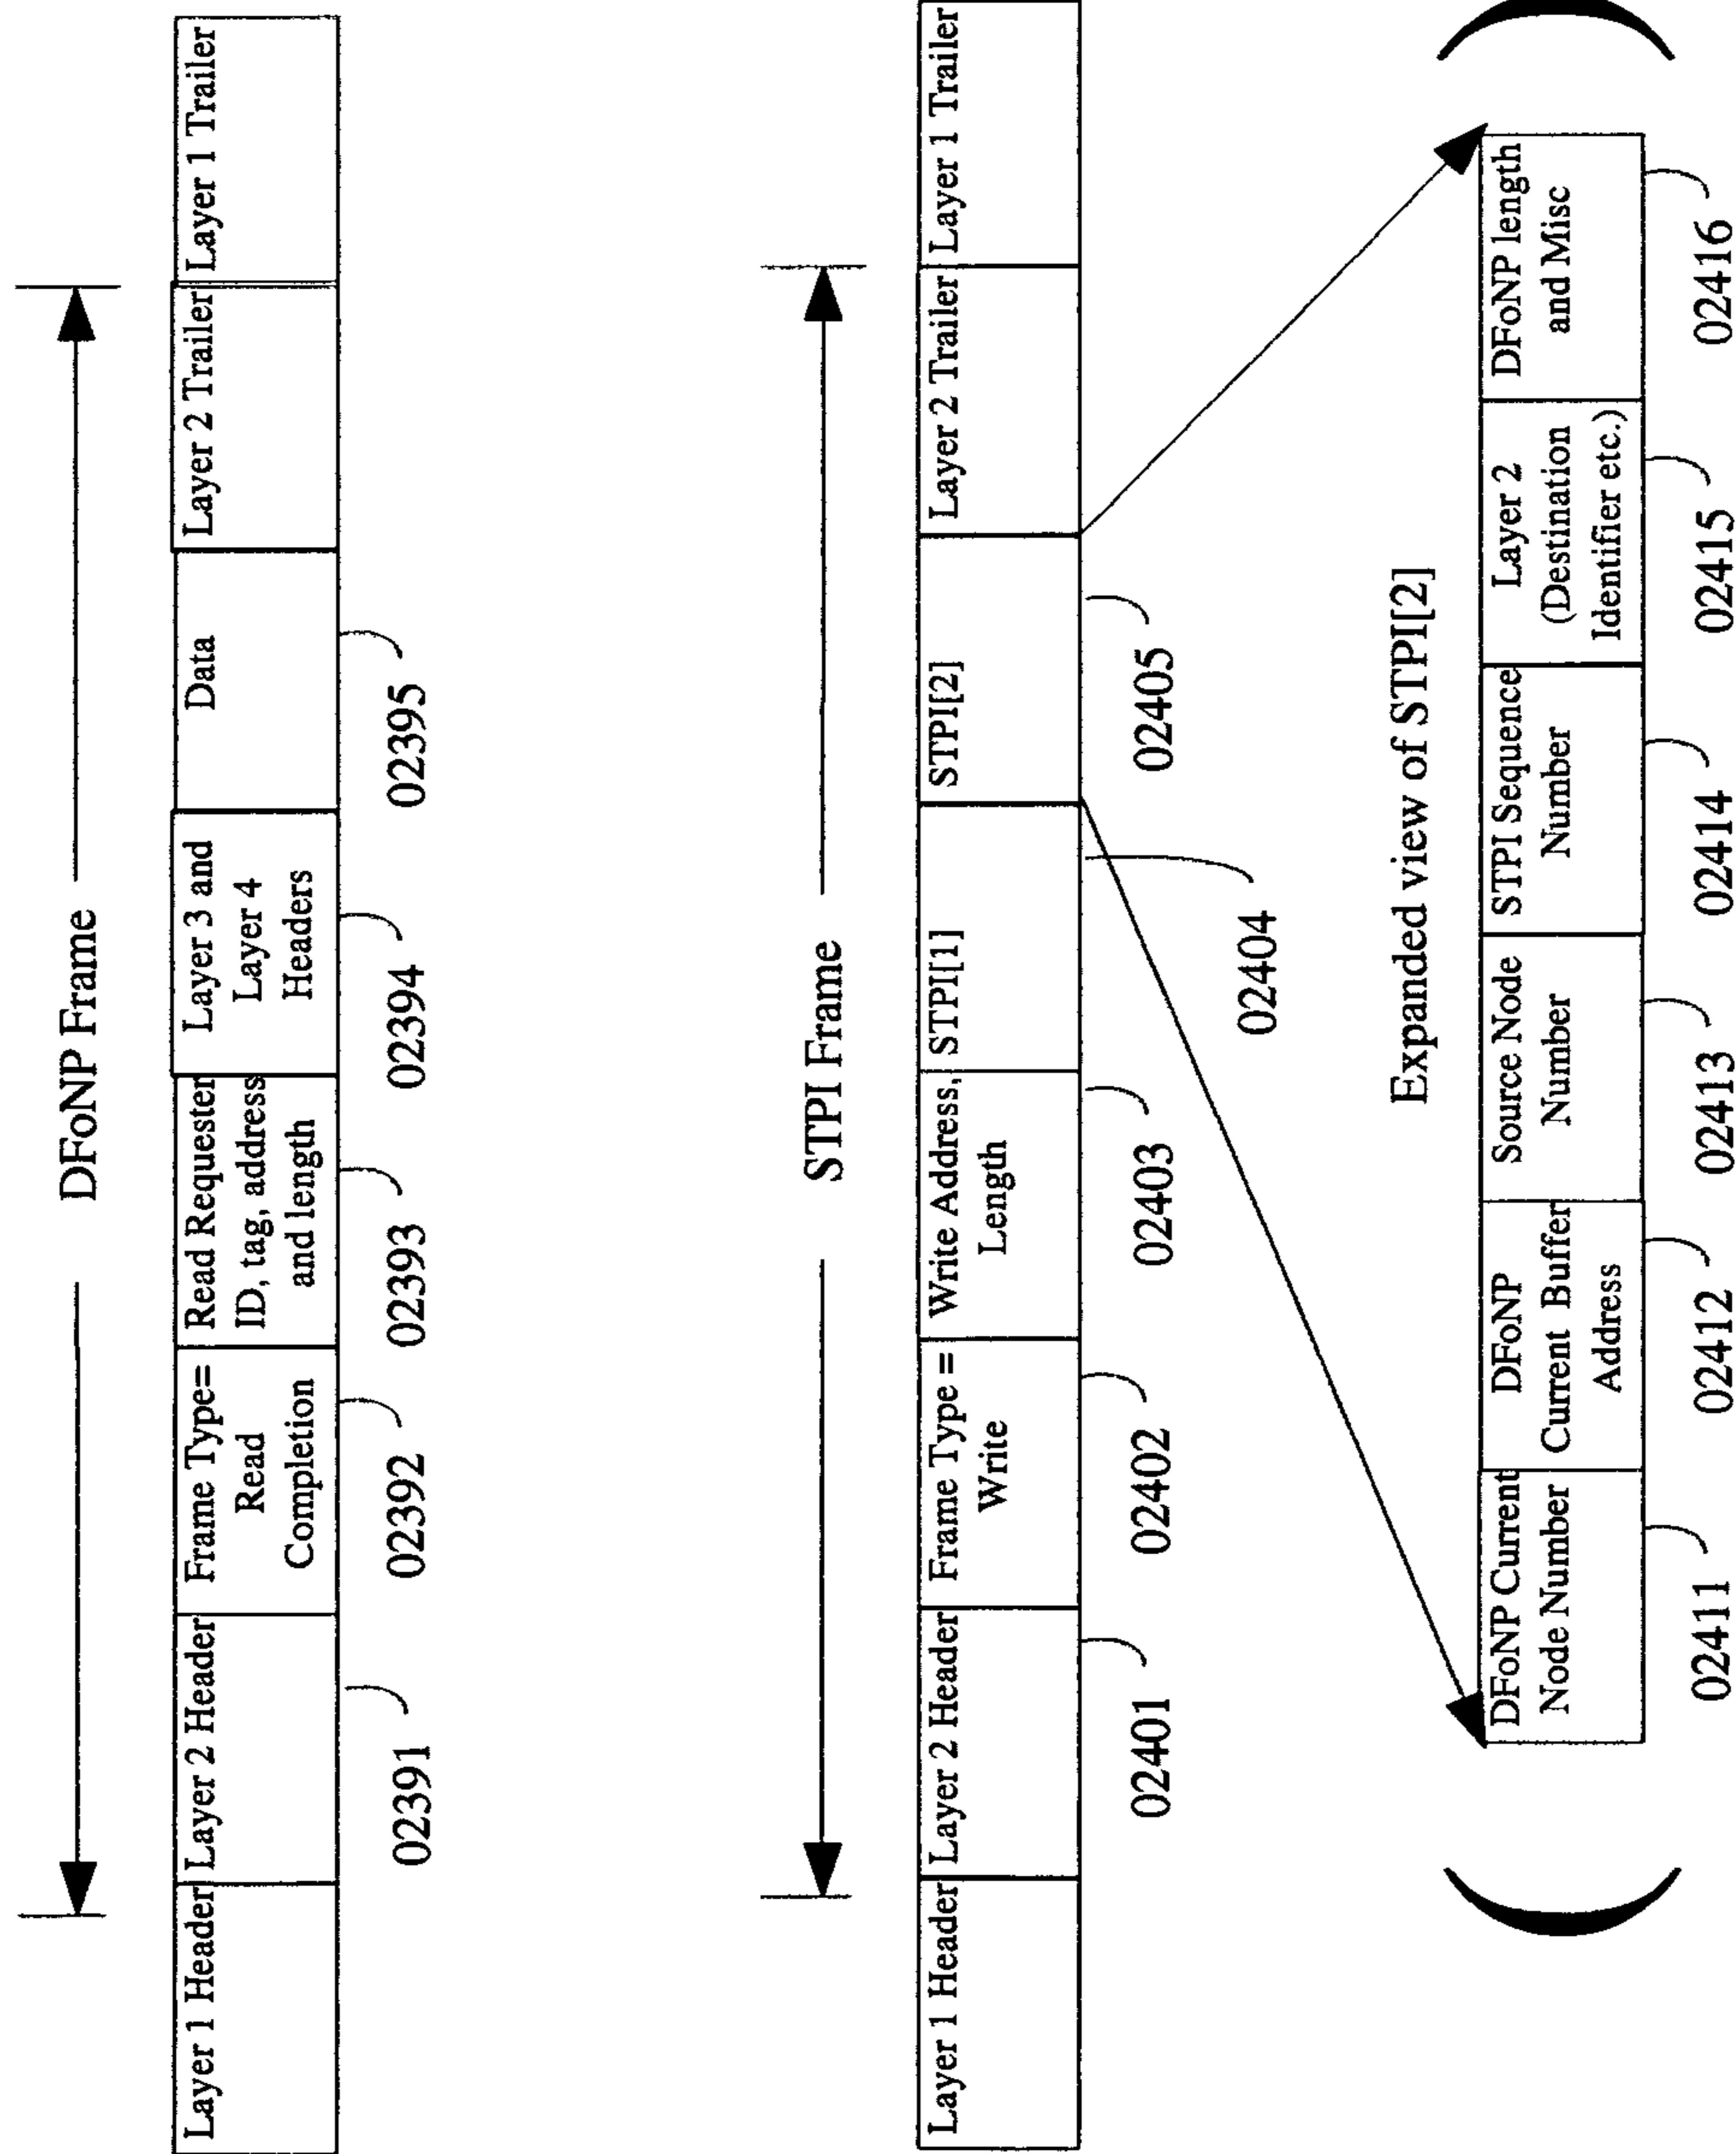 DFoNP Frame
Layer 1 Header
Layer 2 Header
Frame Type=
Read
Completion
Read Requester
ID, tag, address
and length
Layer 3 and
Layer 4
Headers
Data
Layer 2 Trailer
Layer 1 Trailer
02391
02392
02393
02394
02395
STPI Frame
Layer 1 Header
Layer 2 Header
Frame Type =
Write
Write Address,
Length
STPI[1]
STPI[2]
Layer 2 Trailer
Layer 1 Trailer
02401
02402
02403
02404
02405
Expanded view of STPI[2]
DFoNP Current
Node Number
DFoNP
Current Buffer
Address
Source Node
Number
STPI Sequence
Number
Layer 2
(Destination
Identifier etc.)
DFoNP length
and Misc
02411
02412
02413
02414
02415
02416